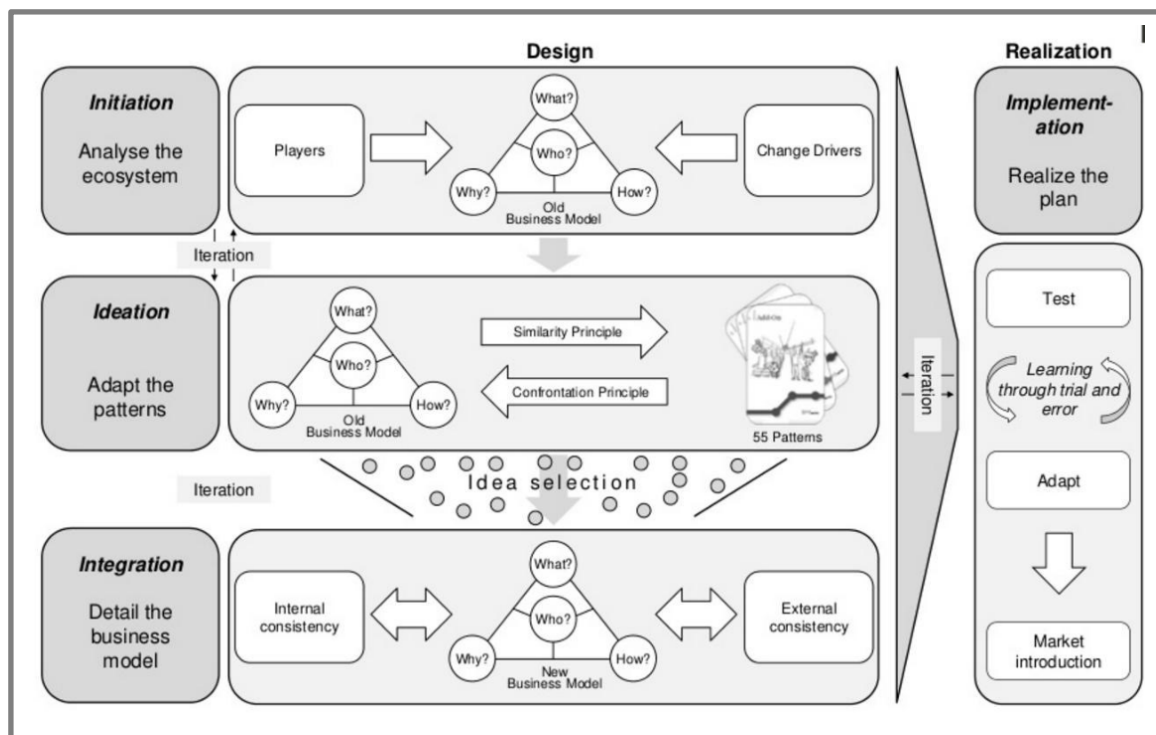 Design
Realization
Initiation
Analyse the
ecosystem
Players
What?
Who?
Why?
How?
Old
Business Model
Change Drivers
Implement-
ation
Realize the
plan
Iteration
Ideation
Adapt the
patterns
What?
Who?
Why?
How?
Old
Business Model
Similarity Principle
Confrontation Principle
55 Patterns
Iteration
Idea selection
Integration
Detail the
business
model
Internal
consistency
What?
Who?
Why?
How?
New
Business Model
External
consistency
Iteration
Test
Learning
through trial and
error
Adapt
Market
introduction